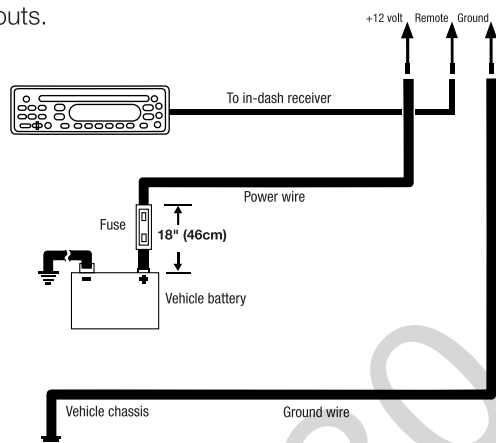 outs.
+12 volt Remote Ground
To in-dash receiver
Power wire
Fuse
18" (46cm)
Vehicle battery
Vehicle chassis
Ground wire